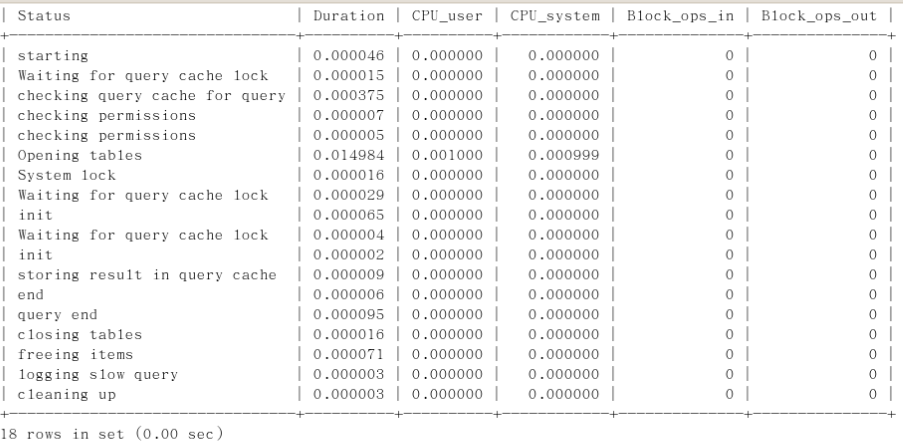 | Status | Duration | CPU_user | CPU_system | Block_ops_in | Block_ops_out |
| starting | 0.000046 | 0.000000 | 0.000000 | 0 | 0 |
| Waiting for query cache lock | 0.000015 | 0.000000 | 0.000000 | 0 | 0 |
| checking query cache for query | 0.000375 | 0.000000 | 0.000000 | 0 | 0 |
| checking permissions | 0.000007 | 0.000000 | 0.000000 | 0 | 0 |
| checking permissions | 0.000005 | 0.000000 | 0.000000 | 0 | 0 |
| Opening tables | 0.014984 | 0.001000 | 0.000999 | 0 | 0 |
| System lock | 0.000016 | 0.000000 | 0.000000 | 0 | 0 |
| Waiting for query cache lock | 0.000029 | 0.000000 | 0.000000 | 0 | 0 |
| init | 0.000065 | 0.000000 | 0.000000 | 0 | 0 |
| Waiting for query cache lock | 0.000004 | 0.000000 | 0.000000 | 0 | 0 |
| init | 0.000002 | 0.000000 | 0.000000 | 0 | 0 |
| storing result in query cache | 0.000009 | 0.000000 | 0.000000 | 0 | 0 |
| end | 0.000006 | 0.000000 | 0.000000 | 0 | 0 |
| query end | 0.000095 | 0.000000 | 0.000000 | 0 | 0 |
| closing tables | 0.000016 | 0.000000 | 0.000000 | 0 | 0 |
| freeing items | 0.000071 | 0.000000 | 0.000000 | 0 | 0 |
| logging slow query | 0.000003 | 0.000000 | 0.000000 | 0 | 0 |
| cleaning up | 0.000003 | 0.000000 | 0.000000 | 0 | 0 |
18 rows in set (0.00 sec)